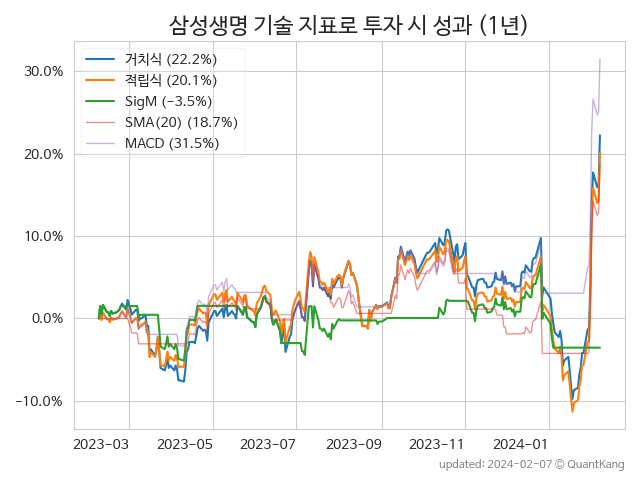 삼성생명 기술 지표로 투자 시 성과 (1년)
거치식 (22.2%)
적립식 (20.1%)
SigM (-3.5%)
SMA(20) (18.7%)
MACD (31.5%)
30.0%
20.0%
10.0%
0.0%
-10.0%
2023-03 2023-05 2023-07 2023-09 2023-11 2024-01
updated: 2024-02-07 © QuantKang